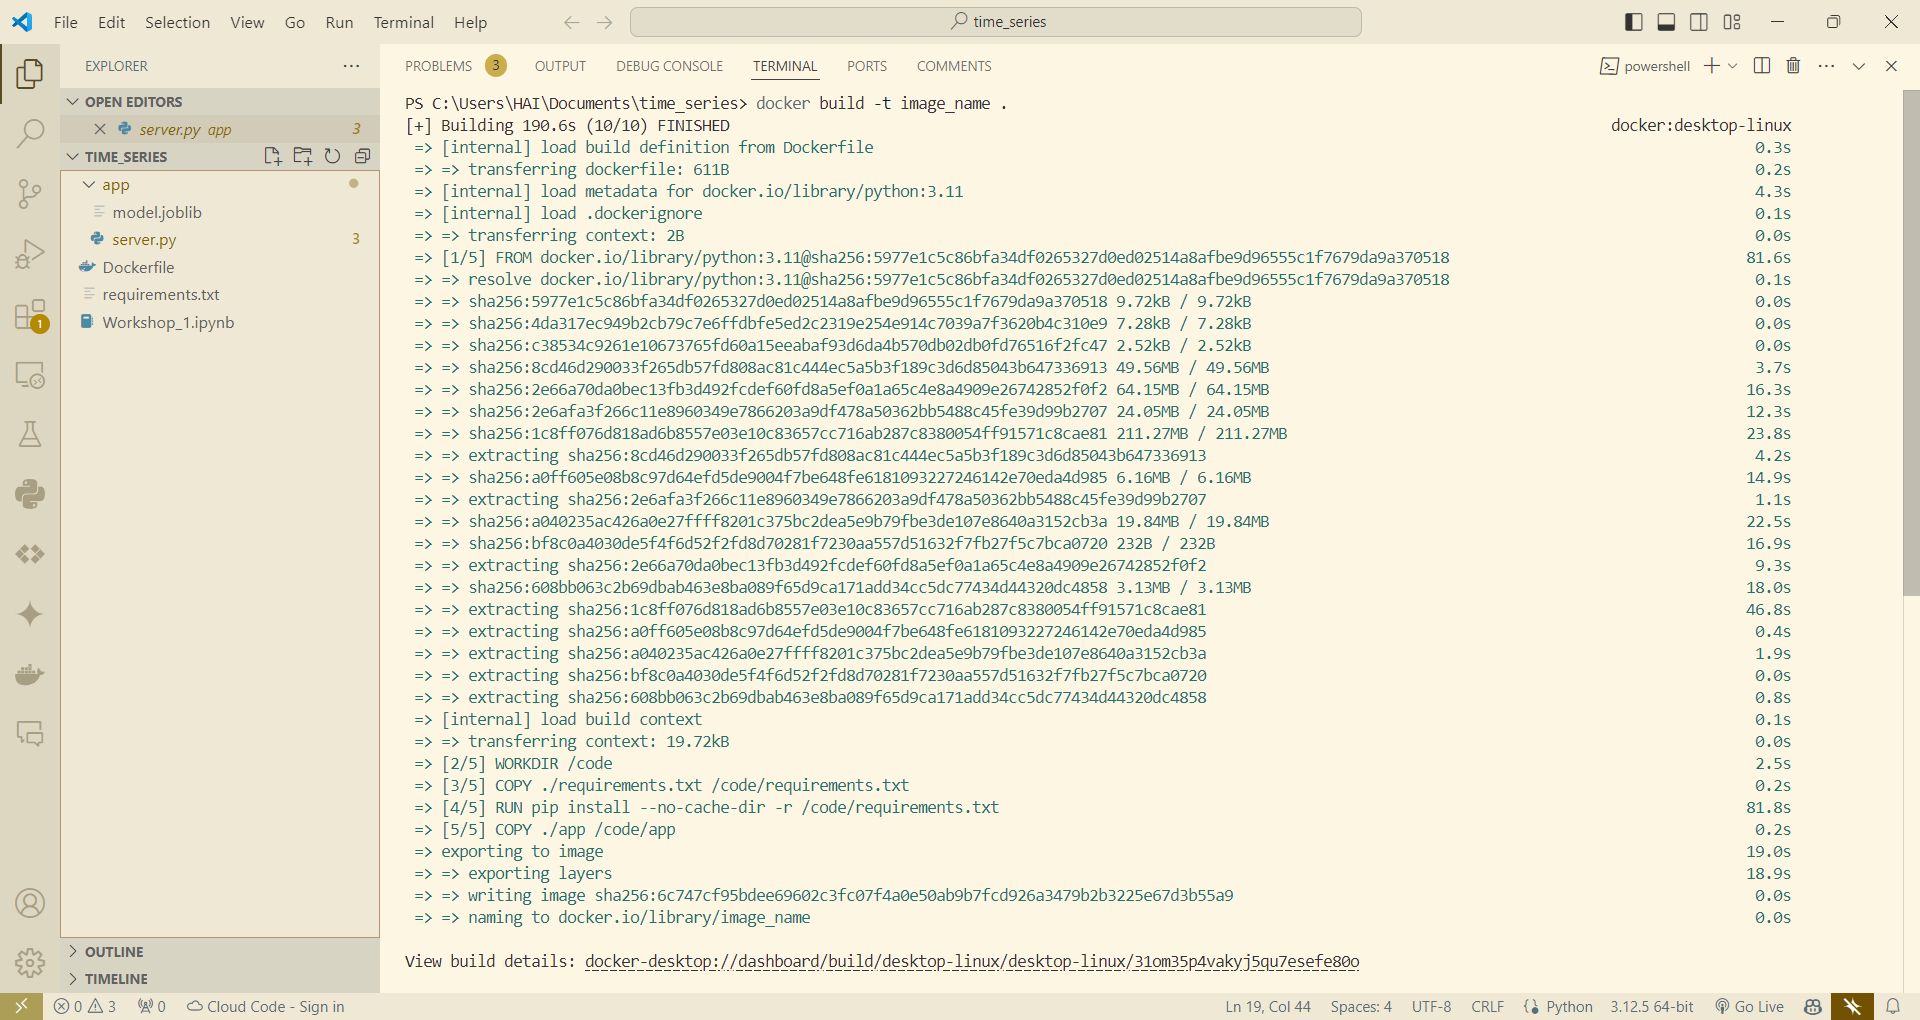 File Edit Selection View Go Run Terminal Help
time_series
EXPLORER
OPEN EDITORS
server.py app 3
TIME_SERIES
app
model.joblib
server.py 3
Dockerfile
requirements.txt
Workshop_1.ipynb
1
OUTLINE
TIMELINE
PROBLEMS 3 OUTPUT DEBUG CONSOLE TERMINAL PORTS COMMENTS
powershell
PS C:\Users\HAI\Documents\time_series> docker build -t image_name .
[+] Building 190.6s (10/10) FINISHED docker:desktop-linux
=> [internal] load build definition from Dockerfile 0.3s
=> => transferring dockerfile: 611B 0.2s
=> [internal] load metadata for docker.io/library/python:3.11 4.3s
=> [internal] load .dockerignore 0.1s
=> => transferring context: 2B 0.0s
=> [1/5] FROM docker.io/library/python:3.11@sha256:5977e1c5c86bfa34df0265327d0ed02514a8afbe9d96555c1f7679da9a370518 81.6s
=> => resolve docker.io/library/python:3.11@sha256:5977e1c5c86bfa34df0265327d0ed02514a8afbe9d96555c1f7679da9a370518 0.1s
=> => sha256:5977e1c5c86bfa34df0265327d0ed02514a8afbe9d96555c1f7679da9a370518 9.72kB / 9.72kB 0.0s
=> => sha256:4da317ec949b2cb79c7e6ffdbfe5ed2c2319e254e914c7039a7f3620b4c310e9 7.28kB / 7.28kB 0.0s
=> => sha256:c38534c9261e10673765fd60a15eeabaf93d6da4b570db02db0fd76516f2fc47 2.52kB / 2.52kB 0.0s
=> => sha256:8cd46d290033f265db57fd808ac81c444ec5a5b3f189c3d6d85043b647336913 49.56MB / 49.56MB 3.7s
=> => sha256:2e66a70da0bec13fb3d492fcdef60fd8a5ef0a1a65c4e8a4909e26742852f0f2 64.15MB / 64.15MB 16.3s
=> => sha256:2e6afa3f266c11e8960349e7866203a9df478a50362bb5488c45fe39d99b2707 24.05MB / 24.05MB 12.3s
=> => sha256:1c8ff076d818ad6b8557e03e10c83657cc716ab287c8380054ff91571c8cae81 211.27MB / 211.27MB 23.8s
=> => extracting sha256:8cd46d290033f265db57fd808ac81c444ec5a5b3f189c3d6d85043b647336913 4.2s
=> => sha256:a0ff605e08b8c97d64efd5de9004f7be648fe6181093227246142e70eda4d985 6.16MB / 6.16MB 14.9s
=> => extracting sha256:2e6afa3f266c11e8960349e7866203a9df478a50362bb5488c45fe39d99b2707 1.1s
=> => sha256:a040235ac426a0e27ffff8201c375bc2dea5e9b79fbe3de107e8640a3152cb3a 19.84MB / 19.84MB 22.5s
=> => sha256:bf8c0a4030de5f4f6d52f2fd8d70281f7230aa557d51632f7fb27f5c7bca0720 232B / 232B 16.9s
=> => extracting sha256:2e66a70da0bec13fb3d492fcdef60fd8a5ef0a1a65c4e8a4909e26742852f0f2 9.3s
=> => sha256:608bb063c2b69dbab463e8ba089f65d9ca171add34cc5dc77434d44320dc4858 3.13MB / 3.13MB 18.0s
=> => extracting sha256:1c8ff076d818ad6b8557e03e10c83657cc716ab287c8380054ff91571c8cae81 46.8s
=> => extracting sha256:a0ff605e08b8c97d64efd5de9004f7be648fe6181093227246142e70eda4d985 0.4s
=> => extracting sha256:a040235ac426a0e27ffff8201c375bc2dea5e9b79fbe3de107e8640a3152cb3a 1.9s
=> => extracting sha256:bf8c0a4030de5f4f6d52f2fd8d70281f7230aa557d51632f7fb27f5c7bca0720 0.0s
=> => extracting sha256:608bb063c2b69dbab463e8ba089f65d9ca171add34cc5dc77434d44320dc4858 0.8s
=> [internal] load build context 0.1s
=> => transferring context: 19.72kB 0.0s
=> [2/5] WORKDIR /code 2.5s
=> [3/5] COPY ./requirements.txt /code/requirements.txt 0.2s
=> [4/5] RUN pip install --no-cache-dir -r /code/requirements.txt 81.8s
=> [5/5] COPY ./app /code/app 0.2s
=> exporting to image 19.0s
=> => exporting layers 18.9s
=> => writing image sha256:6c747cf95bdee69602c3fc07f4a0e50ab9b7fcd926a3479b2b3225e67d3b55a9 0.0s
=> => naming to docker.io/library/image_name 0.0s
View build details: docker-desktop://dashboard/build/desktop-linux/desktop-linux/31om35p4vakyj5qu7esefe80o
0 3 0 Cloud Code - Sign in Ln 19, Col 44 Spaces: 4 UTF-8 CRLF Python 3.12.5 64-bit Go Live